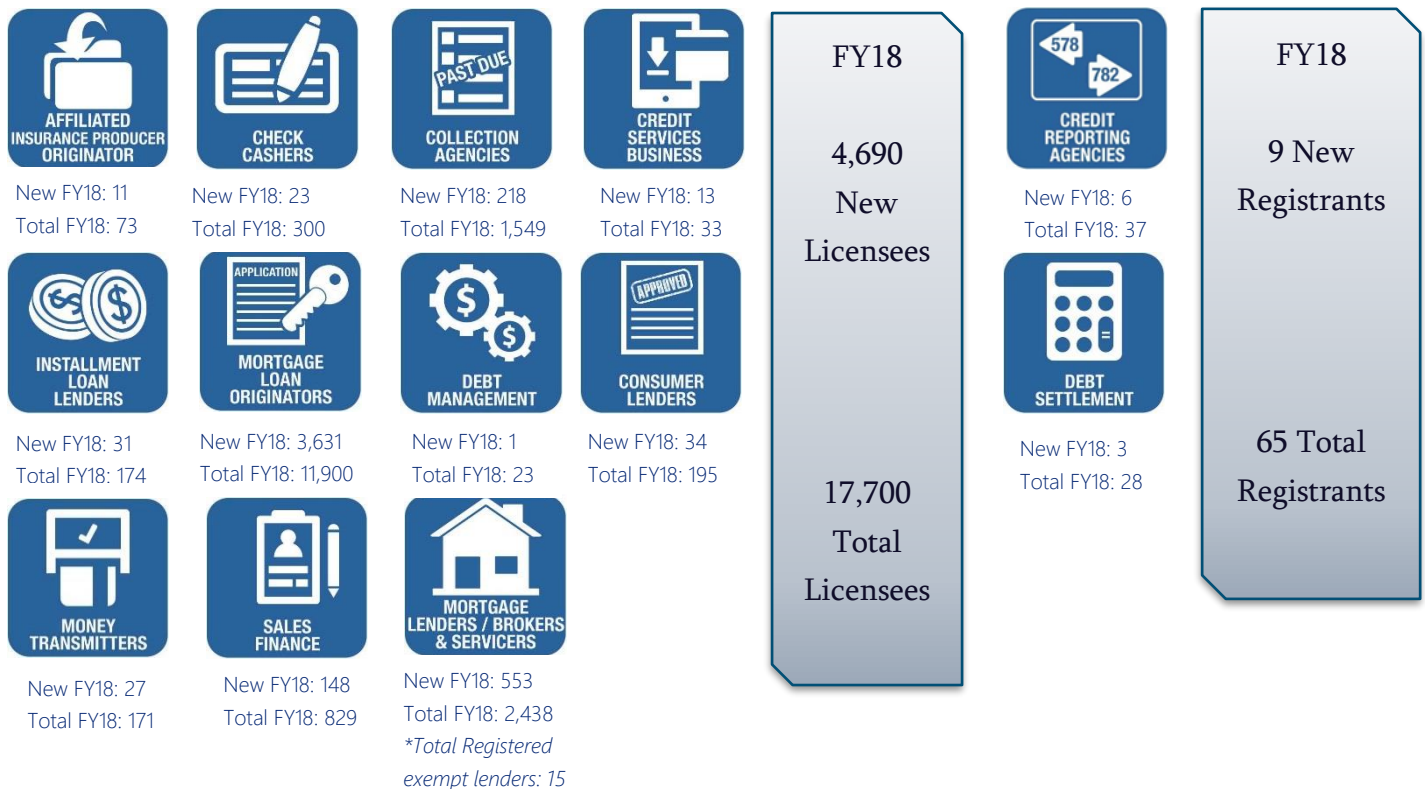 AFFILIATED
INSURANCE PRODUCER
ORIGINATOR
New FY18: 11
Total FY18: 73
CHECK
CASHERS
New FY18: 23
Total FY18: 300
PAST DUE
COLLECTION
AGENCIES
New FY18: 218
Total FY18: 1,549
CREDIT
SERVICES
BUSINESS
New FY18: 13
Total FY18: 33
$
$
INSTALLMENT
LOAN
LENDERS
New FY18: 31
Total FY18: 174
APPLICATION
MORTGAGE
LOAN
ORIGINATORS
New FY18: 3,631
Total FY18: 11,900
$
$
DEBT
MANAGEMENT
New FY18: 1
Total FY18: 23
APPROVED
CONSUMER
LENDERS
New FY18: 34
Total FY18: 195
MONEY
TRANSMITTERS
New FY18: 27
Total FY18: 171
SALES
FINANCE
New FY18: 148
Total FY18: 829
MORTGAGE
LENDERS / BROKERS
& SERVICERS
New FY18: 553
Total FY18: 2,438
*Total Registered
exempt lenders: 15
FY18
4,690
New
Licensees
17,700
Total
Licensees
578
782
CREDIT
REPORTING
AGENCIES
New FY18: 6
Total FY18: 37
=
DEBT
SETTLEMENT
New FY18: 3
Total FY18: 28
FY18
9 New
Registrants
65 Total
Registrants